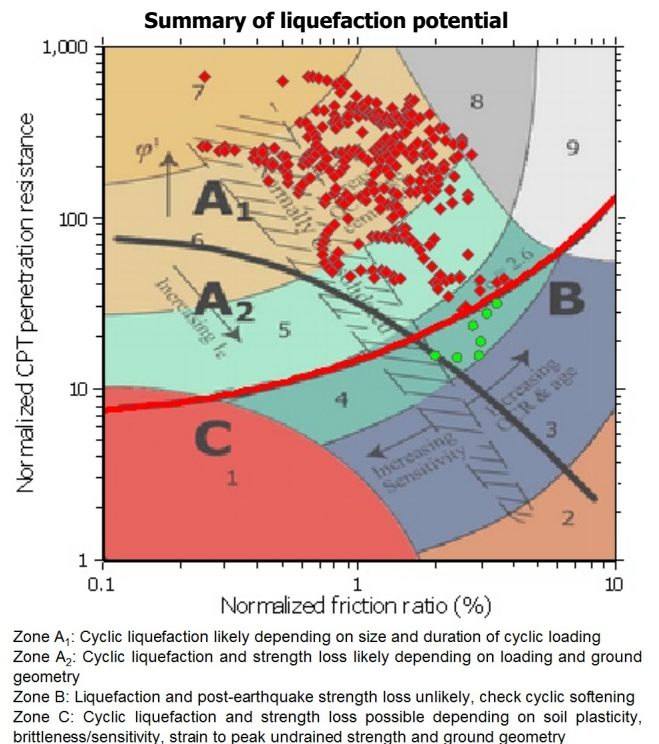 Summary of liquefaction potential
1,000
7
8
9
φ'
A1
100
6
2.6
A2
B
Increasing
5
Normalized CPT penetration resistance
10
4
Increasing
OCR & age
3
C
Increasing
Sensitivity
1
2
1
0.1
1
10
Normalized friction ratio (%)
Zone A1: Cyclic liquefaction likely depending on size and duration of cyclic loading
Zone A2: Cyclic liquefaction and strength loss likely depending on loading and ground
geometry
Zone B: Liquefaction and post-earthquake strength loss unlikely, check cyclic softening
Zone C: Cyclic liquefaction and strength loss possible depending on soil plasticity,
brittleness/sensitivity, strain to peak undrained strength and ground geometry